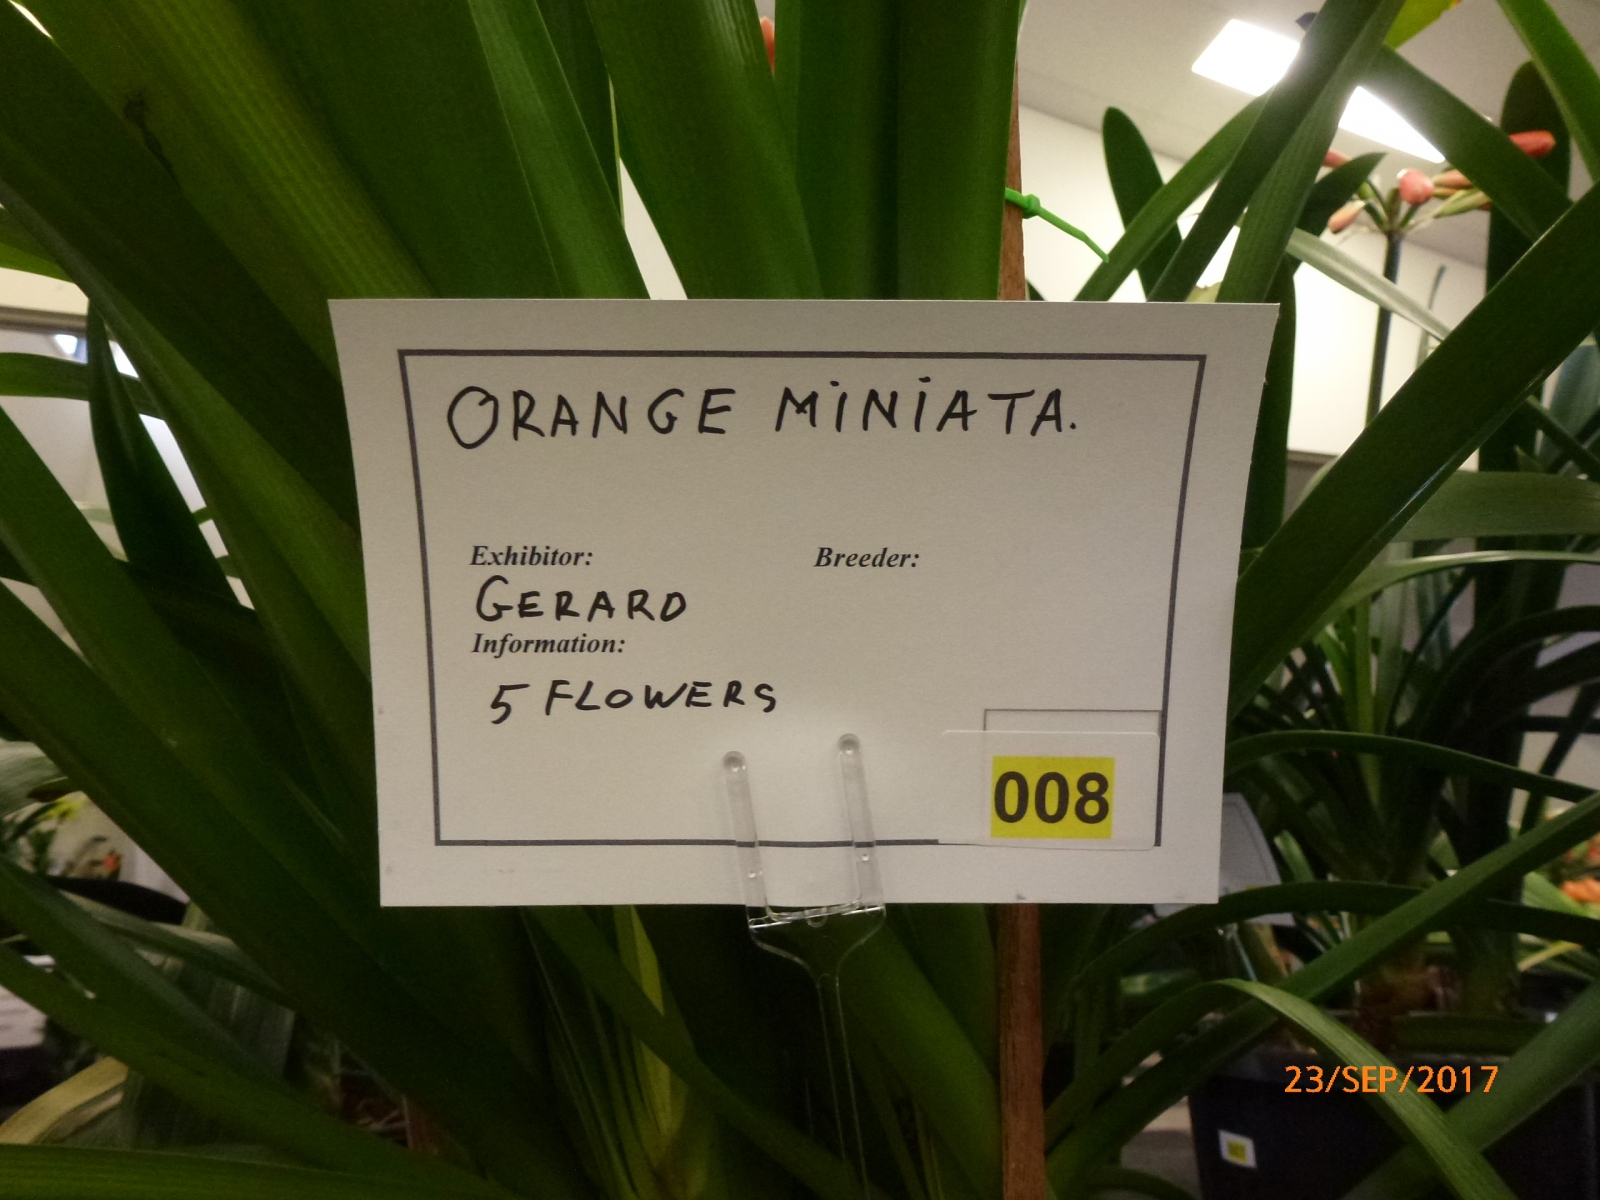 ORANGE MINIATA.
Exhibitor: Breeder:
GERARD
Information:
5 FLOWERS
008
23/SEP/2017